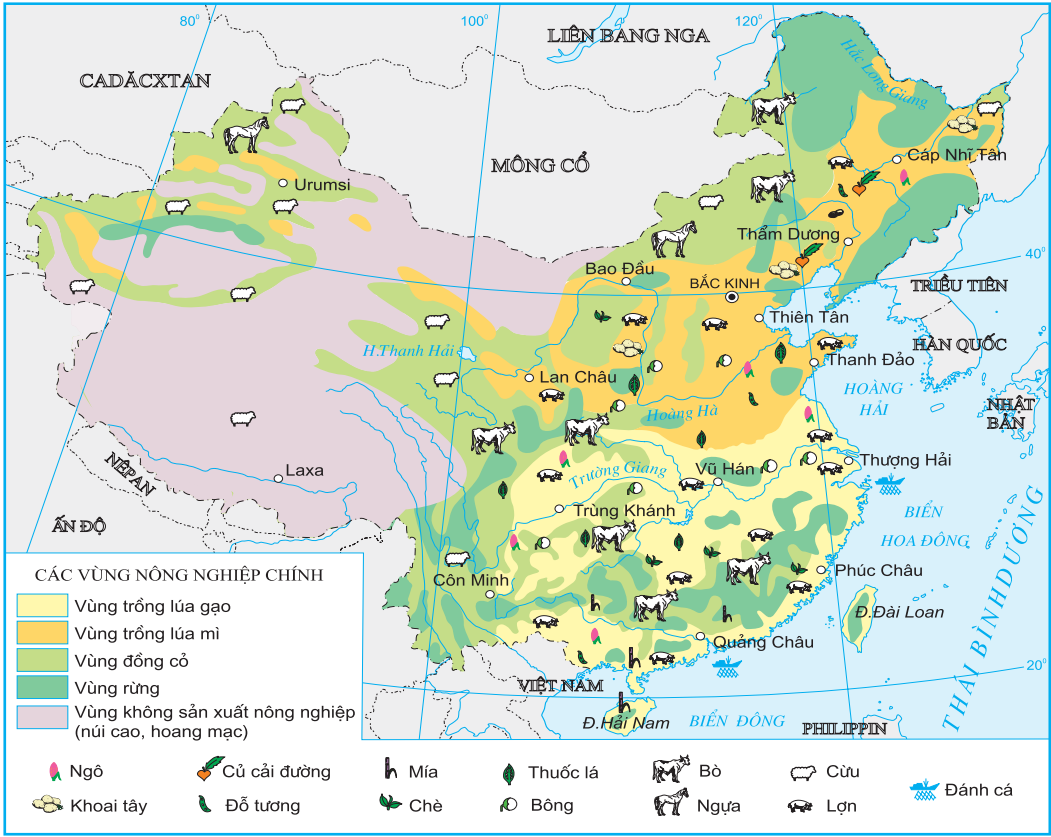 80°
100°
120°
LIÊN BANG NGA
CADĂCXTAN
Hắc Long Giang
MÔNG CỔ
Cáp Nhĩ Tân
Urumsi
Thẩm Dương
40°
Bao Đầu
BẮC KINH
TRIỀU TIÊN
Thiên Tân
HÀN QUỐC
H.Thanh Hải
Thanh Đảo
Lan Châu
HOÀNG
HẢI
NHẬT
BẢN
Hoàng Hà
NÊPAN
Laxa
Trường Giang
Vũ Hán
Thượng Hải
Trùng Khánh
ẤN ĐỘ
BIỂN
HOA ĐÔNG
THÁI BÌNH DƯƠNG
Côn Minh
Phúc Châu
Đ.Đài Loan
Quảng Châu
20°
VIỆT NAM
Đ.Hải Nam
BIỂN ĐÔNG
PHILIPPIN
CÁC VÙNG NÔNG NGHIỆP CHÍNH
Vùng trồng lúa gạo
Vùng trồng lúa mì
Vùng đồng cỏ
Vùng rừng
Vùng không sản xuất nông nghiệp
(núi cao, hoang mạc)
Ngô
Củ cải đường
Mía
Thuốc lá
Bò
Cừu
Đánh cá
Khoai tây
Đỗ tương
Chè
Bông
Ngựa
Lợn